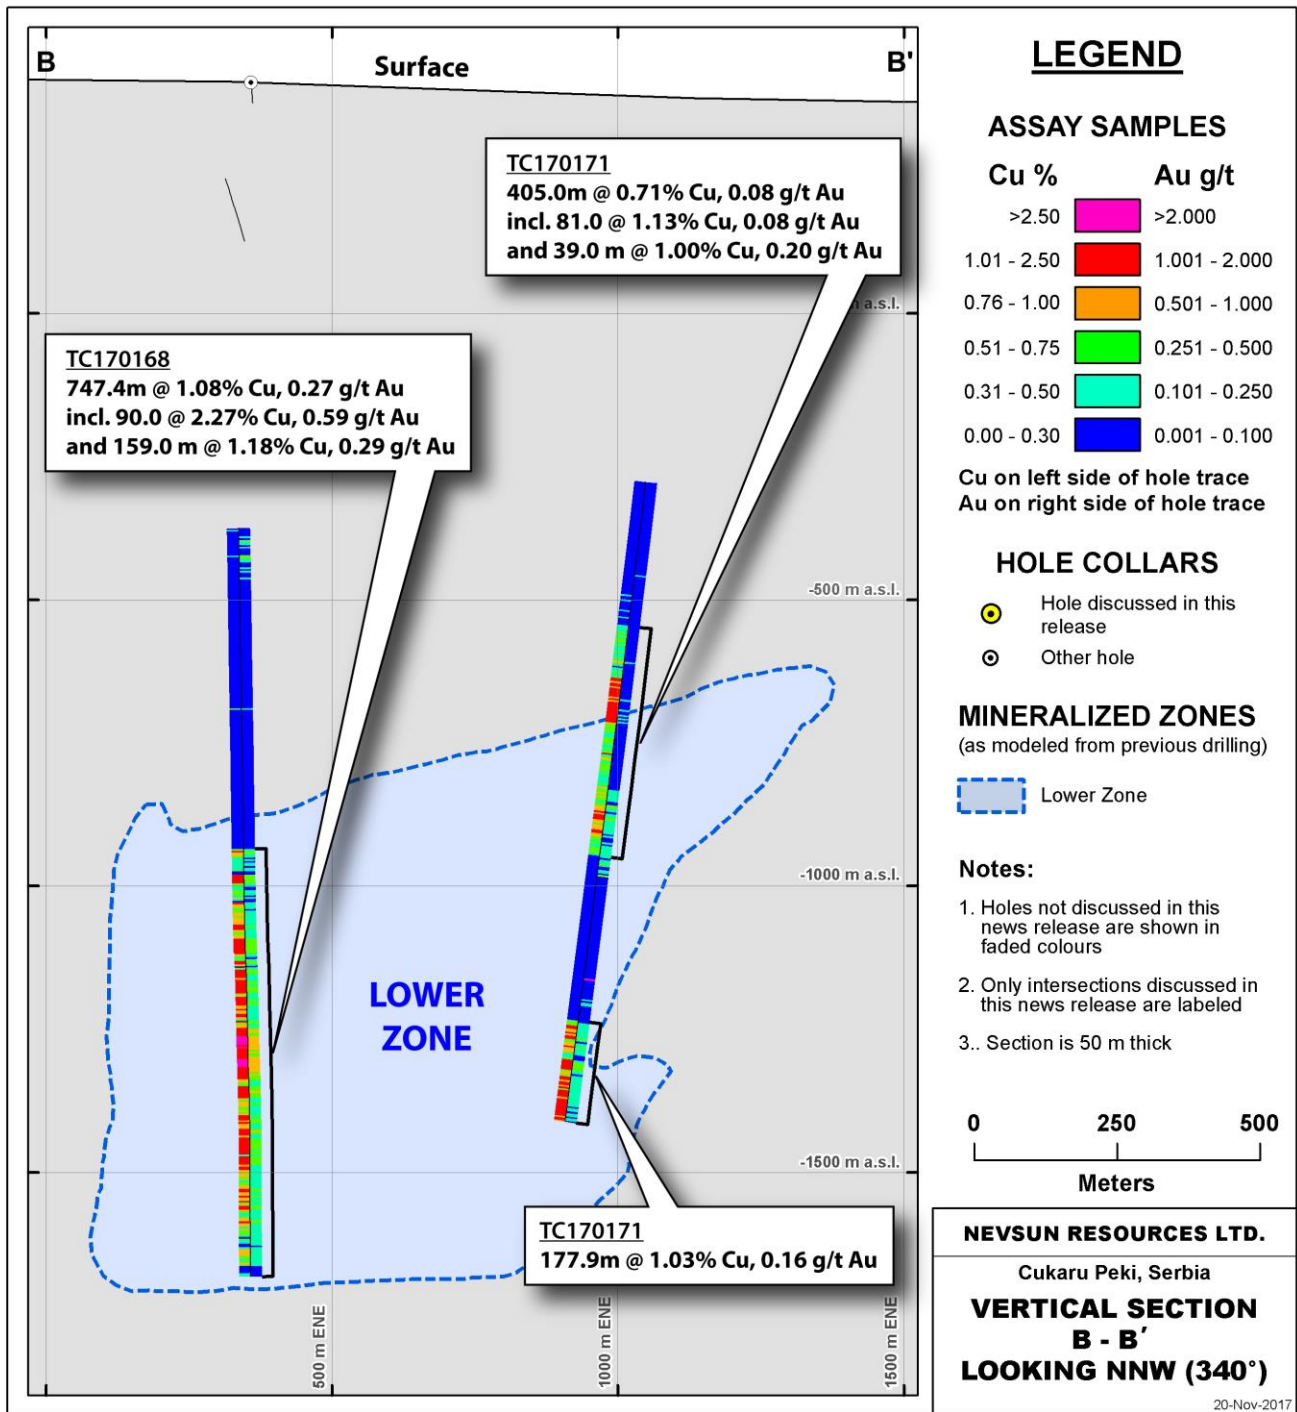 B
Surface
B'
TC170171
405.0m @ 0.71% Cu, 0.08 g/t Au
incl. 81.0 @ 1.13% Cu, 0.08 g/t Au
and 39.0 m @ 1.00% Cu, 0.20 g/t Au
m a.s.l.
TC170168
747.4m @ 1.08% Cu, 0.27 g/t Au
incl. 90.0 @ 2.27% Cu, 0.59 g/t Au
and 159.0 m @ 1.18% Cu, 0.29 g/t Au
-500 m a.s.l.
-1000 m a.s.l.
LOWER
ZONE
-1500 m a.s.l.
TC170171
177.9m @ 1.03% Cu, 0.16 g/t Au
500 m ENE
1000 m ENE
1500 m ENE
LEGEND
ASSAY SAMPLES
Cu % Au g/t
>2.50 >2.000
1.01 - 2.50 1.001 - 2.000
0.76 - 1.00 0.501 - 1.000
0.51 - 0.75 0.251 - 0.500
0.31 - 0.50 0.101 - 0.250
0.00 - 0.30 0.001 - 0.100
Cu on left side of hole trace
Au on right side of hole trace
HOLE COLLARS
Hole discussed in this
release
Other hole
MINERALIZED ZONES
(as modeled from previous drilling)
Lower Zone
Notes:
1. Holes not discussed in this
news release are shown in
faded colours
2. Only intersections discussed in
this news release are labeled
3.. Section is 50 m thick
0 250 500
Meters
NEVSUN RESOURCES LTD.
Cukaru Peki, Serbia
VERTICAL SECTION
B - B′
LOOKING NNW (340°)
20-Nov-2017